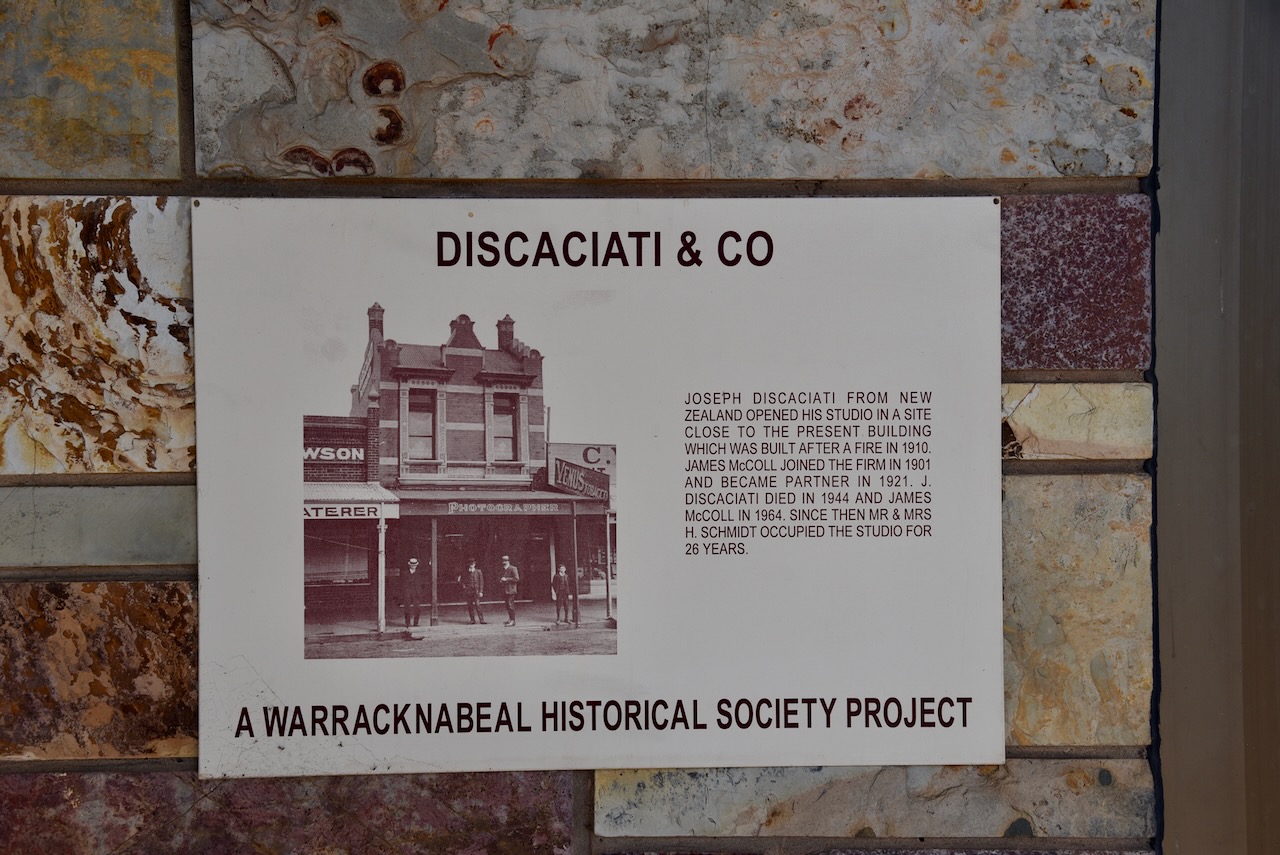 DISCACIATI & CO
WSON
ATERER
PHOTOGRAPHER
C.
VENUS TOBACCO
JOSEPH DISCACIATI FROM NEW
ZEALAND OPENED HIS STUDIO IN A SITE
CLOSE TO THE PRESENT BUILDING
WHICH WAS BUILT AFTER A FIRE IN 1910.
JAMES McCOLL JOINED THE FIRM IN 1901
AND BECAME PARTNER IN 1921. J.
DISCACIATI DIED IN 1944 AND JAMES
McCOLL IN 1964. SINCE THEN MR & MRS
H. SCHMIDT OCCUPIED THE STUDIO FOR
26 YEARS.
A WARRACKNABEAL HISTORICAL SOCIETY PROJECT